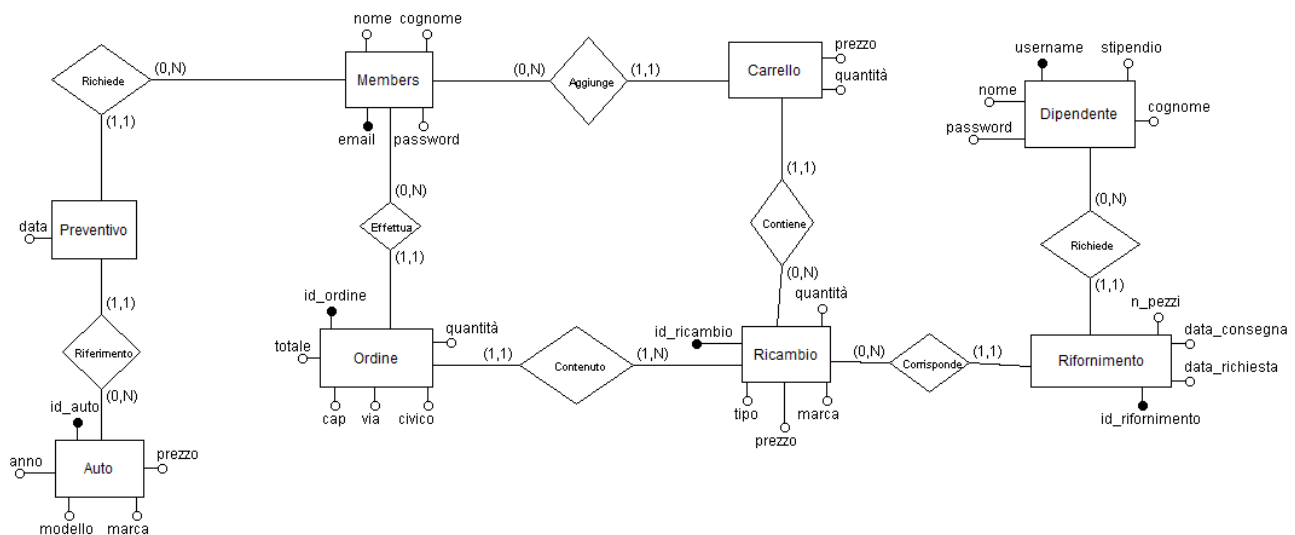 nome cognome
Richiede
(0,N)
Members
(0,N)
Aggiunge
(1,1)
Carrello
prezzo
quantità
email
password
username
stipendio
nome
Dipendente
cognome
password
(1,1)
(0,N)
(1,1)
(0,N)
data
Preventivo
Effettua
Contiene
Richiede
(1,1)
(1,1)
(0,N)
(1,1)
Riferimento
id_ordine
quantità
totale
Ordine
(1,1)
Contenuto
(1,N)
cap
via
civico
quantità
id_ricambio
Ricambio
(0,N)
Corrisponde
(1,1)
tipo
marca
prezzo
n_pezzi
data_consegna
Rifornimento
data_richiesta
id_rifornimento
(0,N)
id_auto
anno
Auto
prezzo
modello
marca